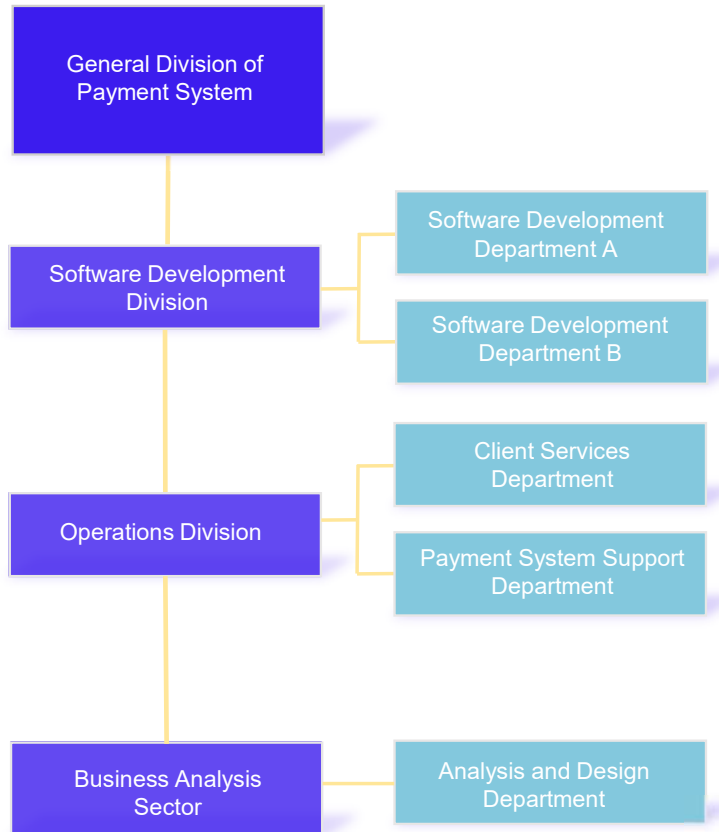 General Division of
Payment System
Software Development
Division
Software Development
Department A
Software Development
Department B
Operations Division
Client Services
Department
Payment System Support
Department
Business Analysis
Sector
Analysis and Design
Department